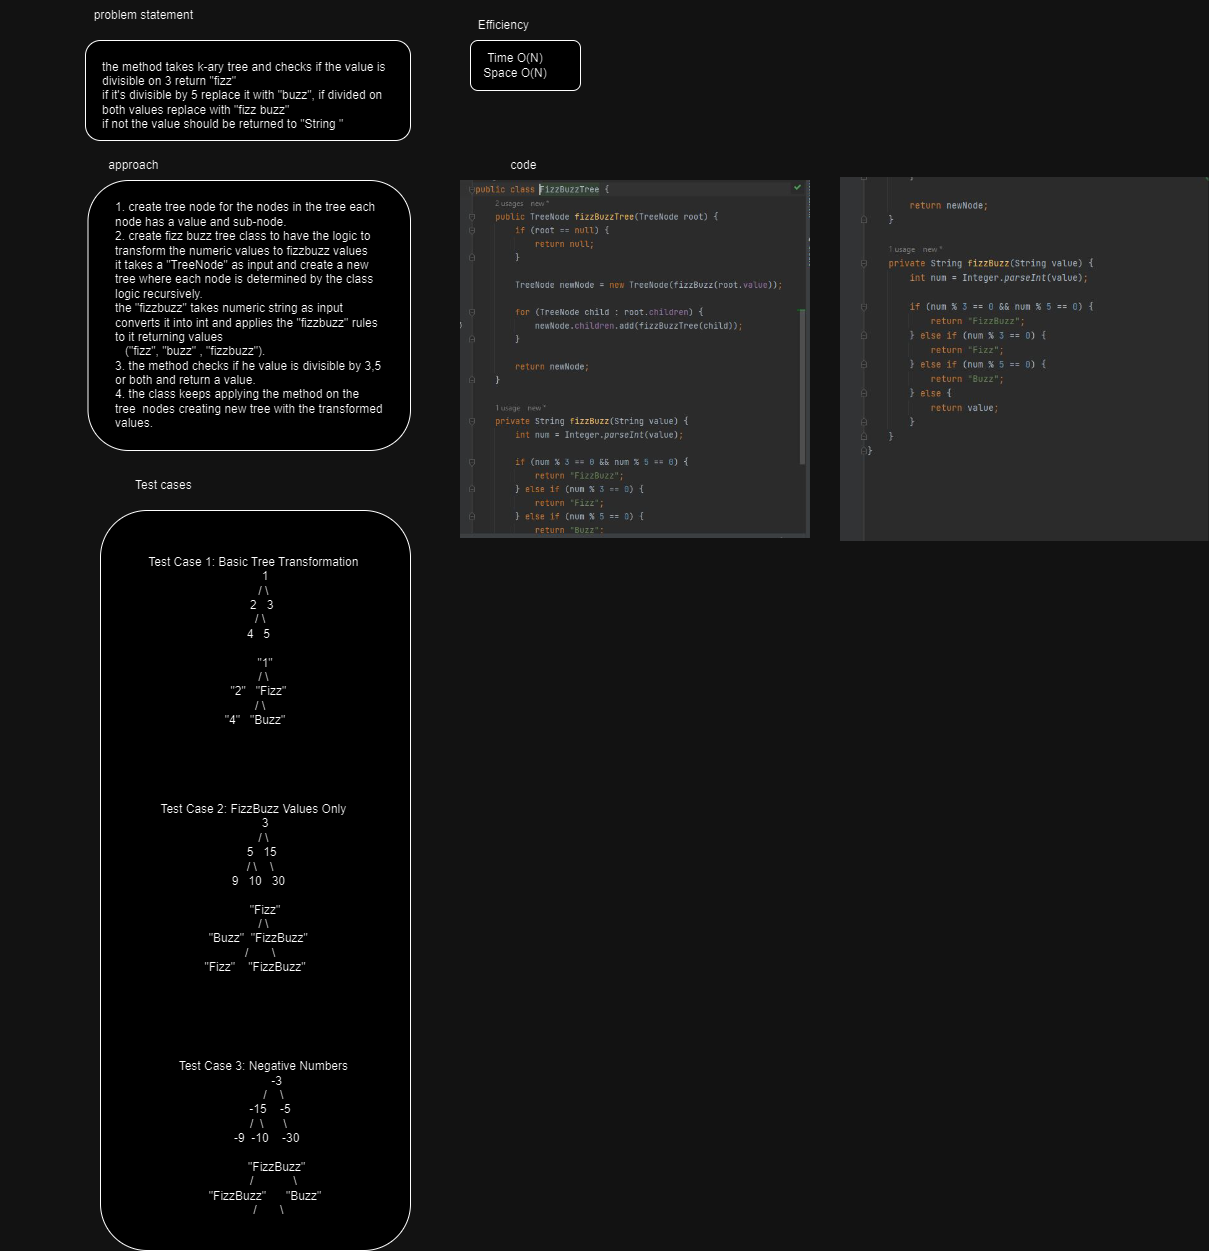 problem statement
the method takes k-ary tree and checks if the value is
divisible on 3 return "fizz"
if it's divisible by 5 replace it with "buzz", if divided on
both values replace with "fizz buzz"
if not the value should be returned to "String "
Efficiency
Time O(N)
Space O(N)
approach
1. create tree node for the nodes in the tree each
node has a value and sub-node.
2. create fizz buzz tree class to have the logic to
transform the numeric values to fizzbuzz values
it takes a "TreeNode" as input and create a new
tree where each node is determined by the class
logic recursively.
the "fizzbuzz" takes numeric string as input
converts it into int and applies the "fizzbuzz" rules
to it returning values
("fizz", "buzz" , "fizzbuzz").
3. the method checks if he value is divisible by 3,5
or both and return a value.
4. the class keeps applying the method on the
tree  nodes creating new tree with the transformed
values.
code
public class FizzBuzzTree {
2 usages   new *
public TreeNode fizzBuzzTree(TreeNode root) {
if (root == null) {
return null;
}
TreeNode newNode = new TreeNode(fizzBuzz(root.value));
for (TreeNode child : root.children) {
newNode.children.add(fizzBuzzTree(child));
}
return newNode;
}
1 usage   new *
private String fizzBuzz(String value) {
int num = Integer.parseInt(value);
if (num % 3 == 0 && num % 5 == 0) {
return "FizzBuzz";
} else if (num % 3 == 0) {
return "Fizz";
} else if (num % 5 == 0) {
return "Buzz";
}
return newNode;
}
1 usage   new *
private String fizzBuzz(String value) {
int num = Integer.parseInt(value);
if (num % 3 == 0 && num % 5 == 0) {
return "FizzBuzz";
} else if (num % 3 == 0) {
return "Fizz";
} else if (num % 5 == 0) {
return "Buzz";
} else {
return value;
}
}
}
Test cases
Test Case 1: Basic Tree Transformation
1
/ \
2   3
/ \
4   5
"1"
/ \
"2"   "Fizz"
/ \
"4"   "Buzz"
Test Case 2: FizzBuzz Values Only
3
/ \
5   15
/ \    \
9   10   30
"Fizz"
/ \
"Buzz"  "FizzBuzz"
/       \
"Fizz"    "FizzBuzz"
Test Case 3: Negative Numbers
-3
/    \
-15    -5
/  \      \
-9  -10    -30
"FizzBuzz"
/            \
"FizzBuzz"      "Buzz"
/       \